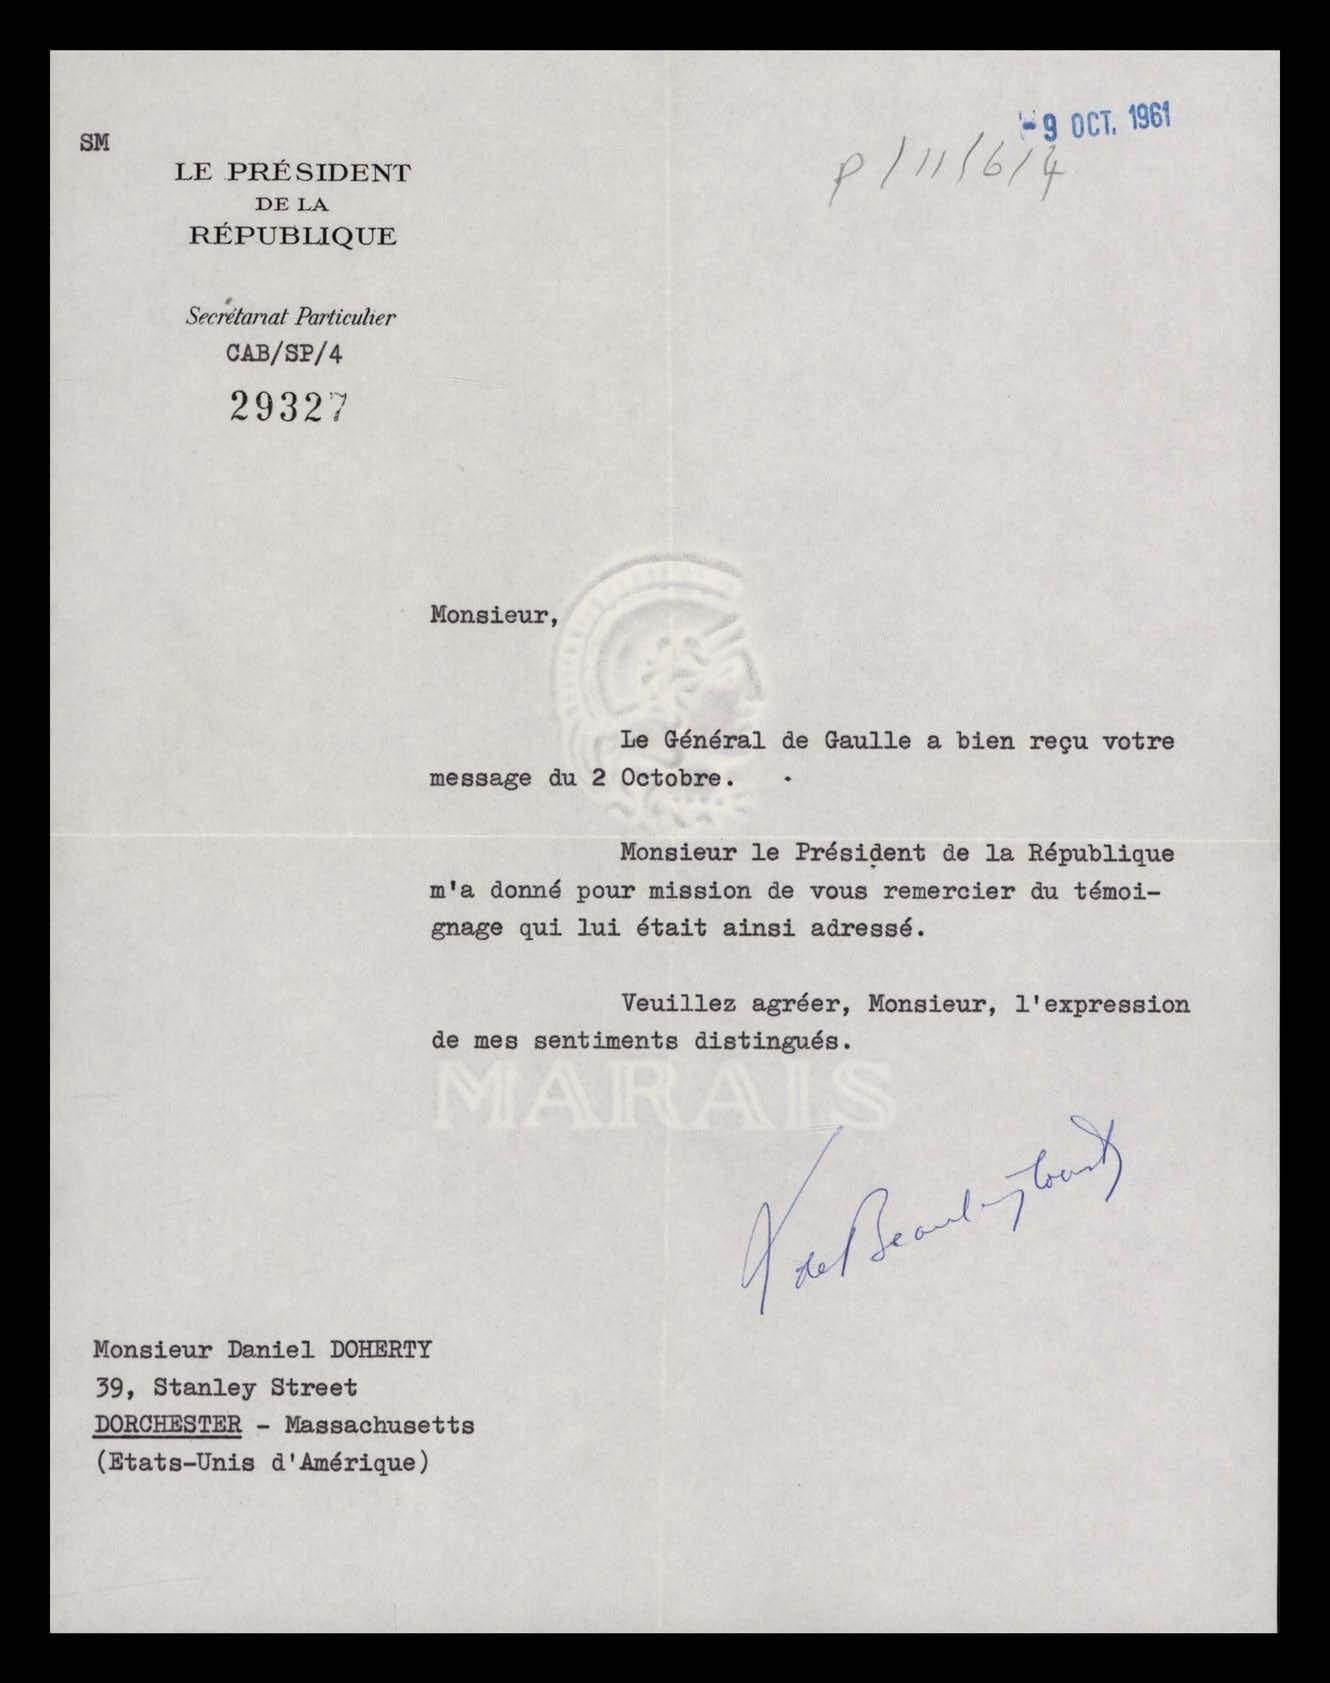 - 9 OCT. 1961
P/11/6/4
SM
LE PRÉSIDENT
DE LA
RÉPUBLIQUE
Secrétariat Particulier
CAB/SP/4
29327
Monsieur,
Le Général de Gaulle a bien reçu votre
message du 2 Octobre.
Monsieur le Président de la République
m'a donné pour mission de vous remercier du témoi-
gnage qui lui était ainsi adressé.
Veuillez agréer, Monsieur, l'expression
de mes sentiments distingués.
MARAIS
de
Monsieur Daniel DOHERTY
39, Stanley Street
DORCHESTER - Massachusetts
(Etats-Unis d'Amérique)